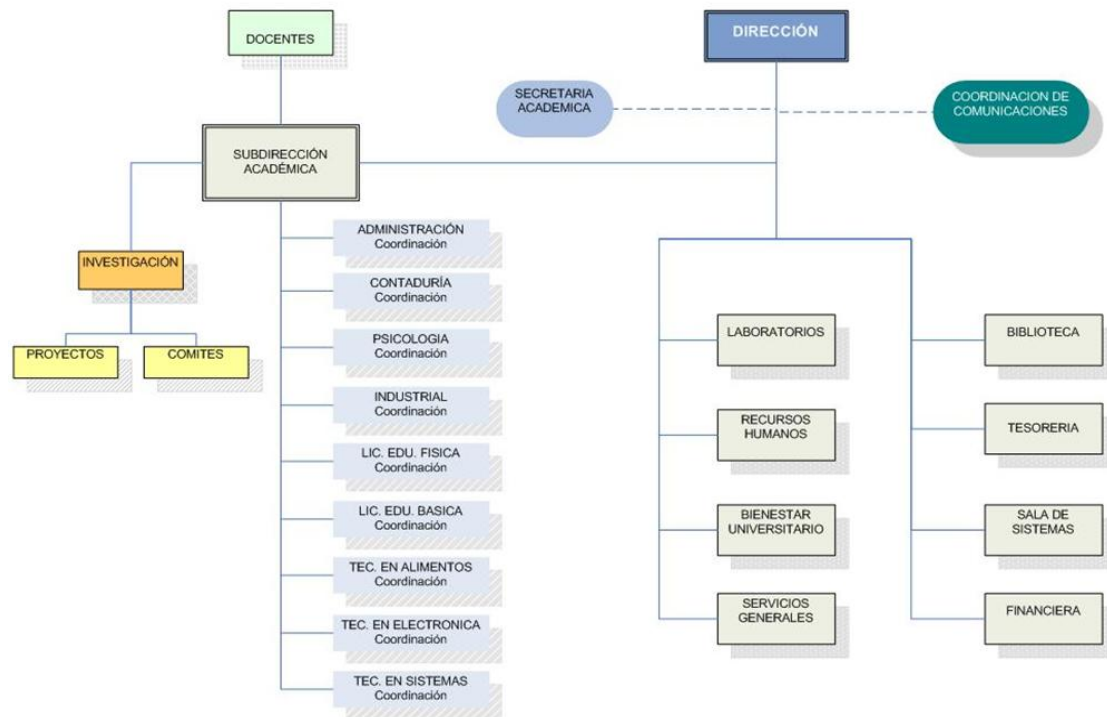 DOCENTES
DIRECCIÓN
SECRETARIA
ACADEMICA
COORDINACION DE
COMUNICACIONES
SUBDIRECCIÓN
ACADÉMICA
INVESTIGACIÓN
PROYECTOS
COMITES
ADMINISTRACIÓN
Coordinación
CONTADURÍA
Coordinación
PSICOLOGIA
Coordinación
INDUSTRIAL
Coordinación
LIC. EDU. FISICA
Coordinación
LIC. EDU. BASICA
Coordinación
TEC. EN ALIMENTOS
Coordinación
TEC. EN ELECTRONICA
Coordinación
TEC. EN SISTEMAS
Coordinación
LABORATORIOS
RECURSOS
HUMANOS
BIENESTAR
UNIVERSITARIO
SERVICIOS
GENERALES
BIBLIOTECA
TESORERIA
SALA DE
SISTEMAS
FINANCIERA